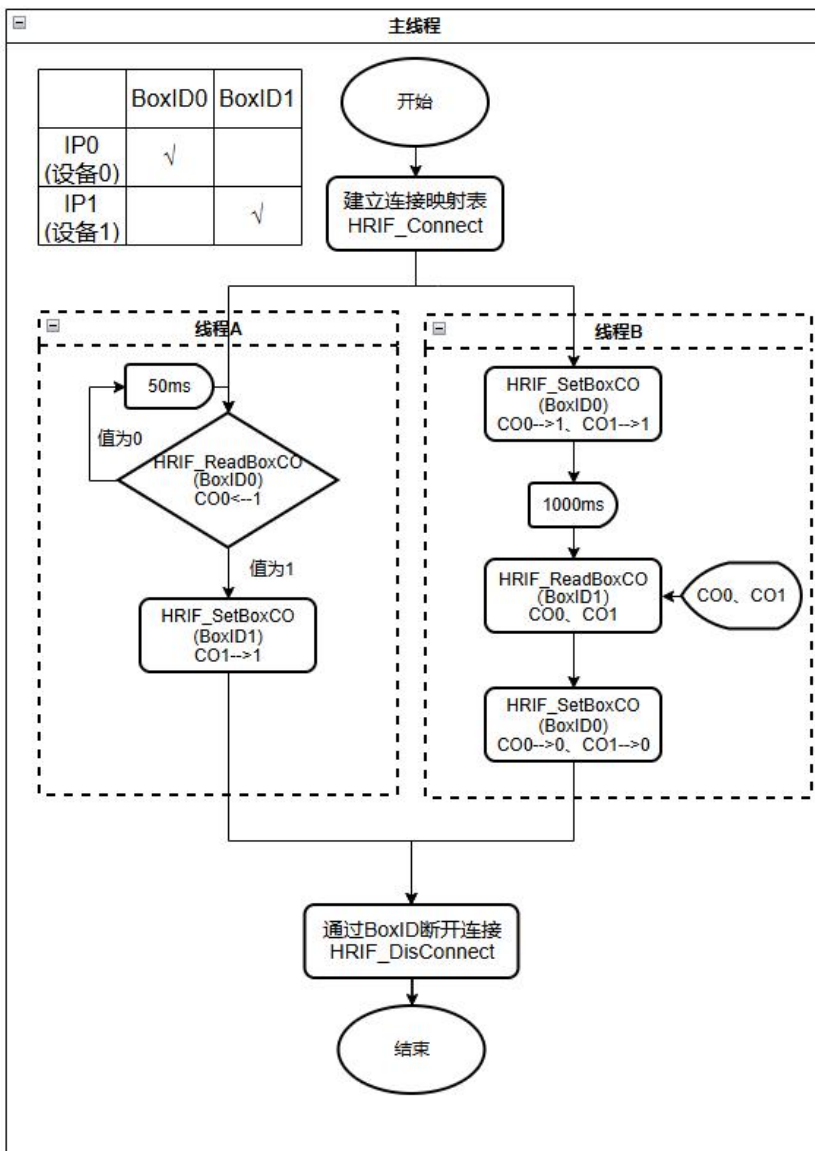 主线程
BoxID0 BoxID1
IP0
(设备0)
√
IP1
(设备1)
√
开始
建立连接映射表
HRIF_Connect
线程A
50ms
值为0
HRIF_ReadBoxCO
(BoxID0)
CO0<--1
值为1
HRIF_SetBoxCO
(BoxID1)
CO1-->1
线程B
HRIF_SetBoxCO
(BoxID0)
CO0-->1、CO1-->1
1000ms
HRIF_ReadBoxCO
(BoxID1)
CO0、CO1
CO0、CO1
HRIF_SetBoxCO
(BoxID0)
CO0-->0、CO1-->0
通过BoxID断开连接
HRIF_DisConnect
结束